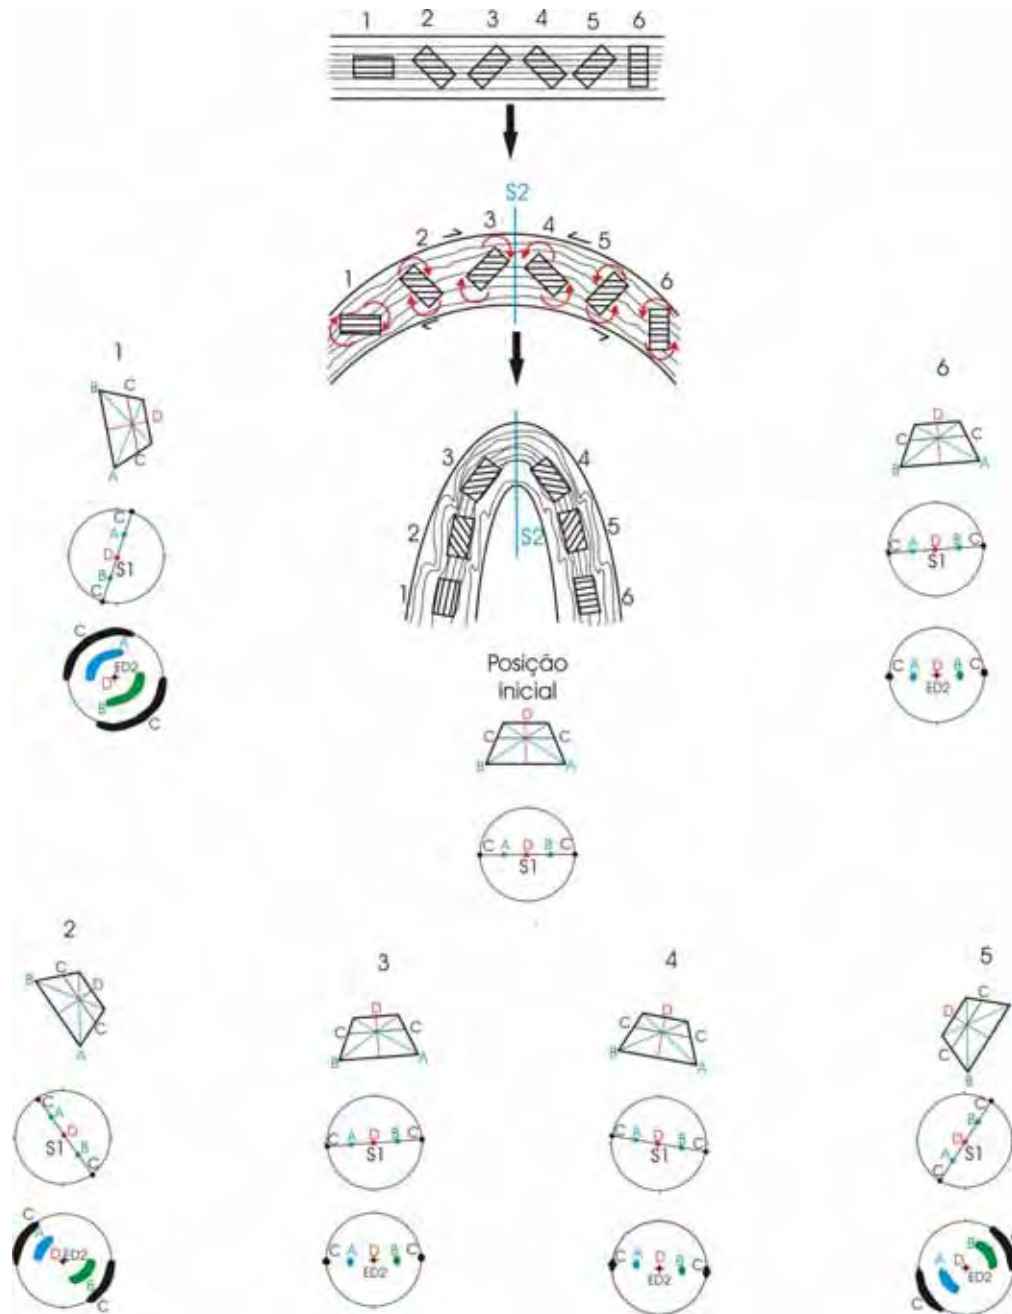 1 2 3 4 5 6
S2
1 2 3 4 5 6
S2
1 2 3 4 5 6
1
B C D C A
C A D B C
S1
C A ED2 D B C
6
D C C B A
C A D B C
S1
C A D B C
ED2
Posição
inicial
D
C C
B A
C A D B C
S1
2
B C D C A
C A D B C
S1
C A D ED2 B C
3
D
C C
B A
C A D B C
S1
C A D B C
ED2
4
D
C C
B A
C A D B C
S1
C A D B C
ED2
5
C D C B
C B D A C
S1
B A D C
ED2